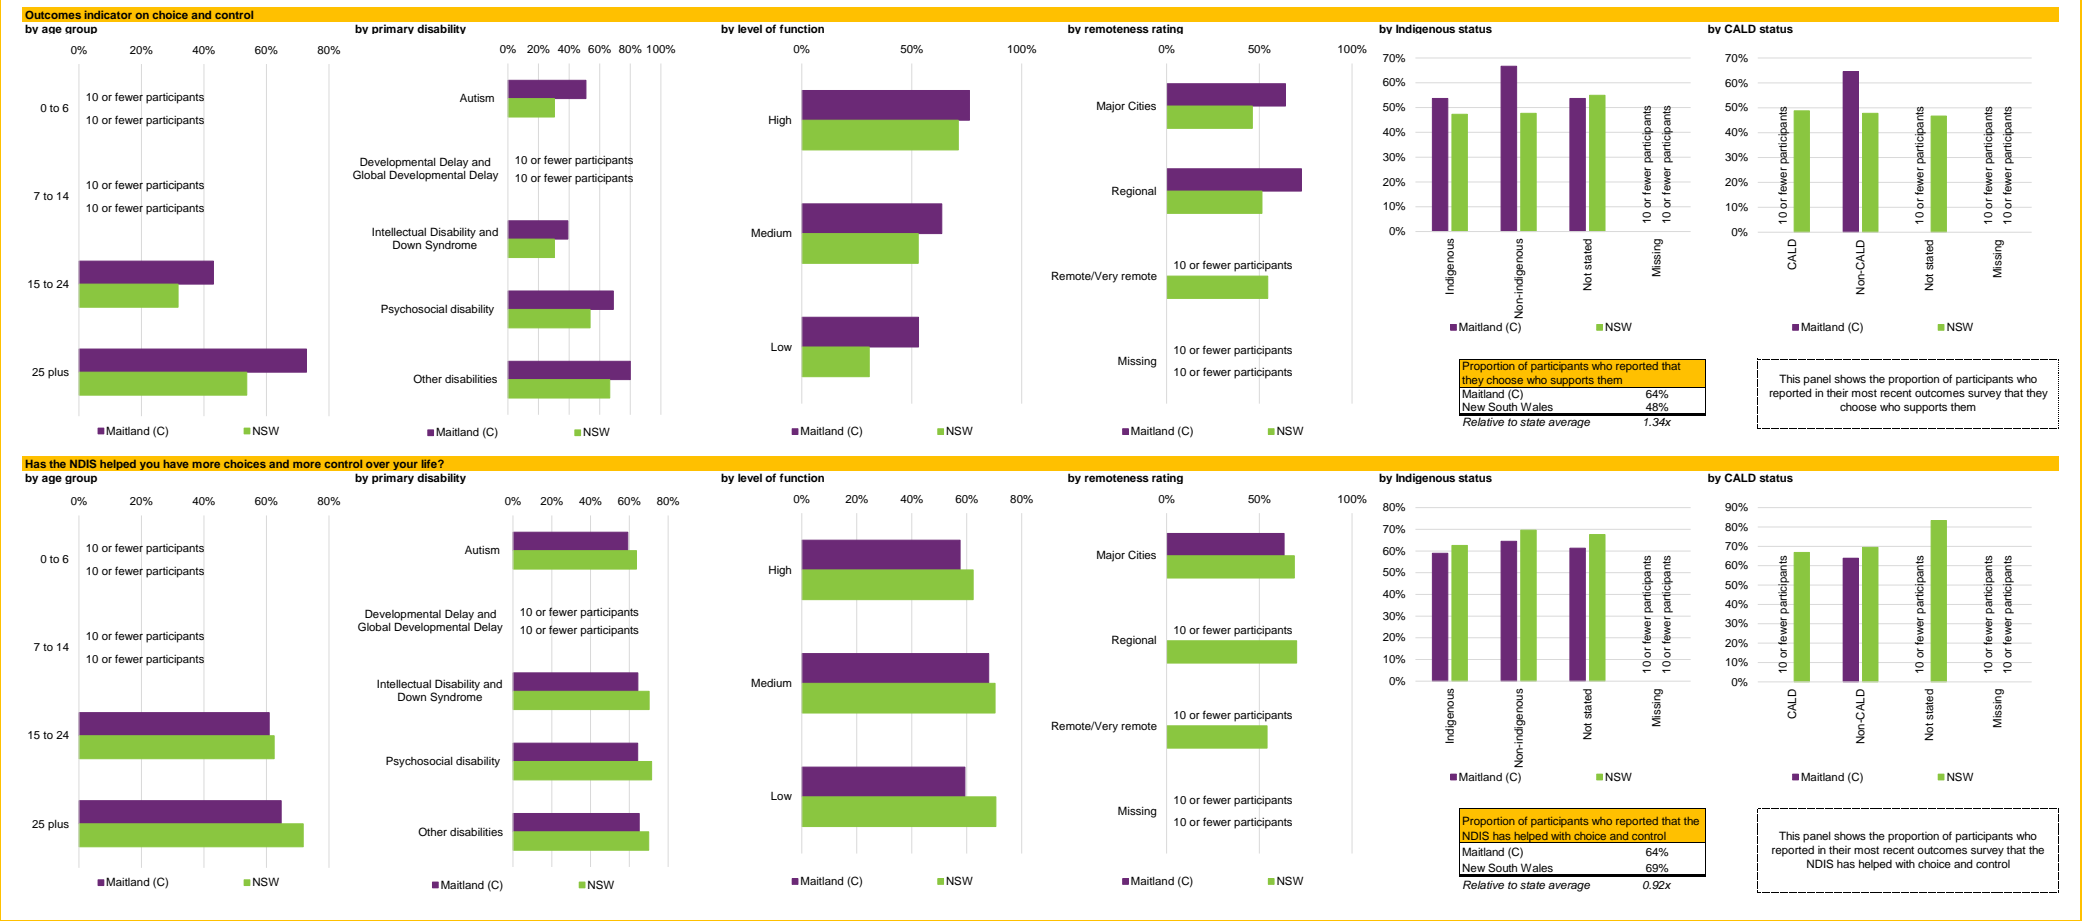 Outcomes indicator on choice and control
by age group
0%
20%
40%
60%
80%
0 to 6
10 or fewer participants
10 or fewer participants
7 to 14
10 or fewer participants
10 or fewer participants
15 to 24
25 plus
Maitland (C)
NSW
by primary disability
0%
20%
40%
60%
80%
100%
Autism
Developmental Delay and
Global Developmental Delay
10 or fewer participants
10 or fewer participants
Intellectual Disability and
Down Syndrome
Psychosocial disability
Other disabilities
Maitland (C)
NSW
by level of function
0%
50%
100%
High
Medium
Low
Maitland (C)
NSW
by remoteness rating
0%
50%
100%
Major Cities
Regional
Remote/Very remote
10 or fewer participants
Missing
10 or fewer participants
10 or fewer participants
Maitland (C)
NSW
by Indigenous status
70%
60%
50%
40%
30%
20%
10%
0%
10 or fewer participants
10 or fewer participants
Indigenous
Non-indigenous
Not stated
Missing
Maitland (C)
NSW
by CALD status
70%
60%
50%
40%
30%
20%
10%
0%
10 or fewer participants
10 or fewer participants
10 or fewer participants
10 or fewer participants
CALD
Non-CALD
Not stated
Missing
Maitland (C)
NSW
Proportion of participants who reported that
they choose who supports them
Maitland (C) 64%
New South Wales 48%
Relative to state average 1.34x
This panel shows the proportion of participants who
reported in their most recent outcomes survey that they
choose who supports them
Has the NDIS helped you have more choices and more control over your life?
by age group
0%
20%
40%
60%
80%
0 to 6
10 or fewer participants
10 or fewer participants
7 to 14
10 or fewer participants
10 or fewer participants
15 to 24
25 plus
Maitland (C)
NSW
by primary disability
0%
20%
40%
60%
80%
Autism
Developmental Delay and
Global Developmental Delay
10 or fewer participants
10 or fewer participants
Intellectual Disability and
Down Syndrome
Psychosocial disability
Other disabilities
Maitland (C)
NSW
by level of function
0%
20%
40%
60%
80%
High
Medium
Low
Maitland (C)
NSW
by remoteness rating
0%
50%
100%
Major Cities
Regional
10 or fewer participants
Remote/Very remote
10 or fewer participants
Missing
10 or fewer participants
10 or fewer participants
Maitland (C)
NSW
by Indigenous status
80%
70%
60%
50%
40%
30%
20%
10%
0%
10 or fewer participants
10 or fewer participants
Indigenous
Non-indigenous
Not stated
Missing
Maitland (C)
NSW
by CALD status
90%
80%
70%
60%
50%
40%
30%
20%
10%
0%
10 or fewer participants
10 or fewer participants
10 or fewer participants
10 or fewer participants
CALD
Non-CALD
Not stated
Missing
Maitland (C)
NSW
Proportion of participants who reported that the
NDIS has helped with choice and control
Maitland (C) 64%
New South Wales 69%
Relative to state average 0.92x
This panel shows the proportion of participants who
reported in their most recent outcomes survey that the
NDIS has helped with choice and control